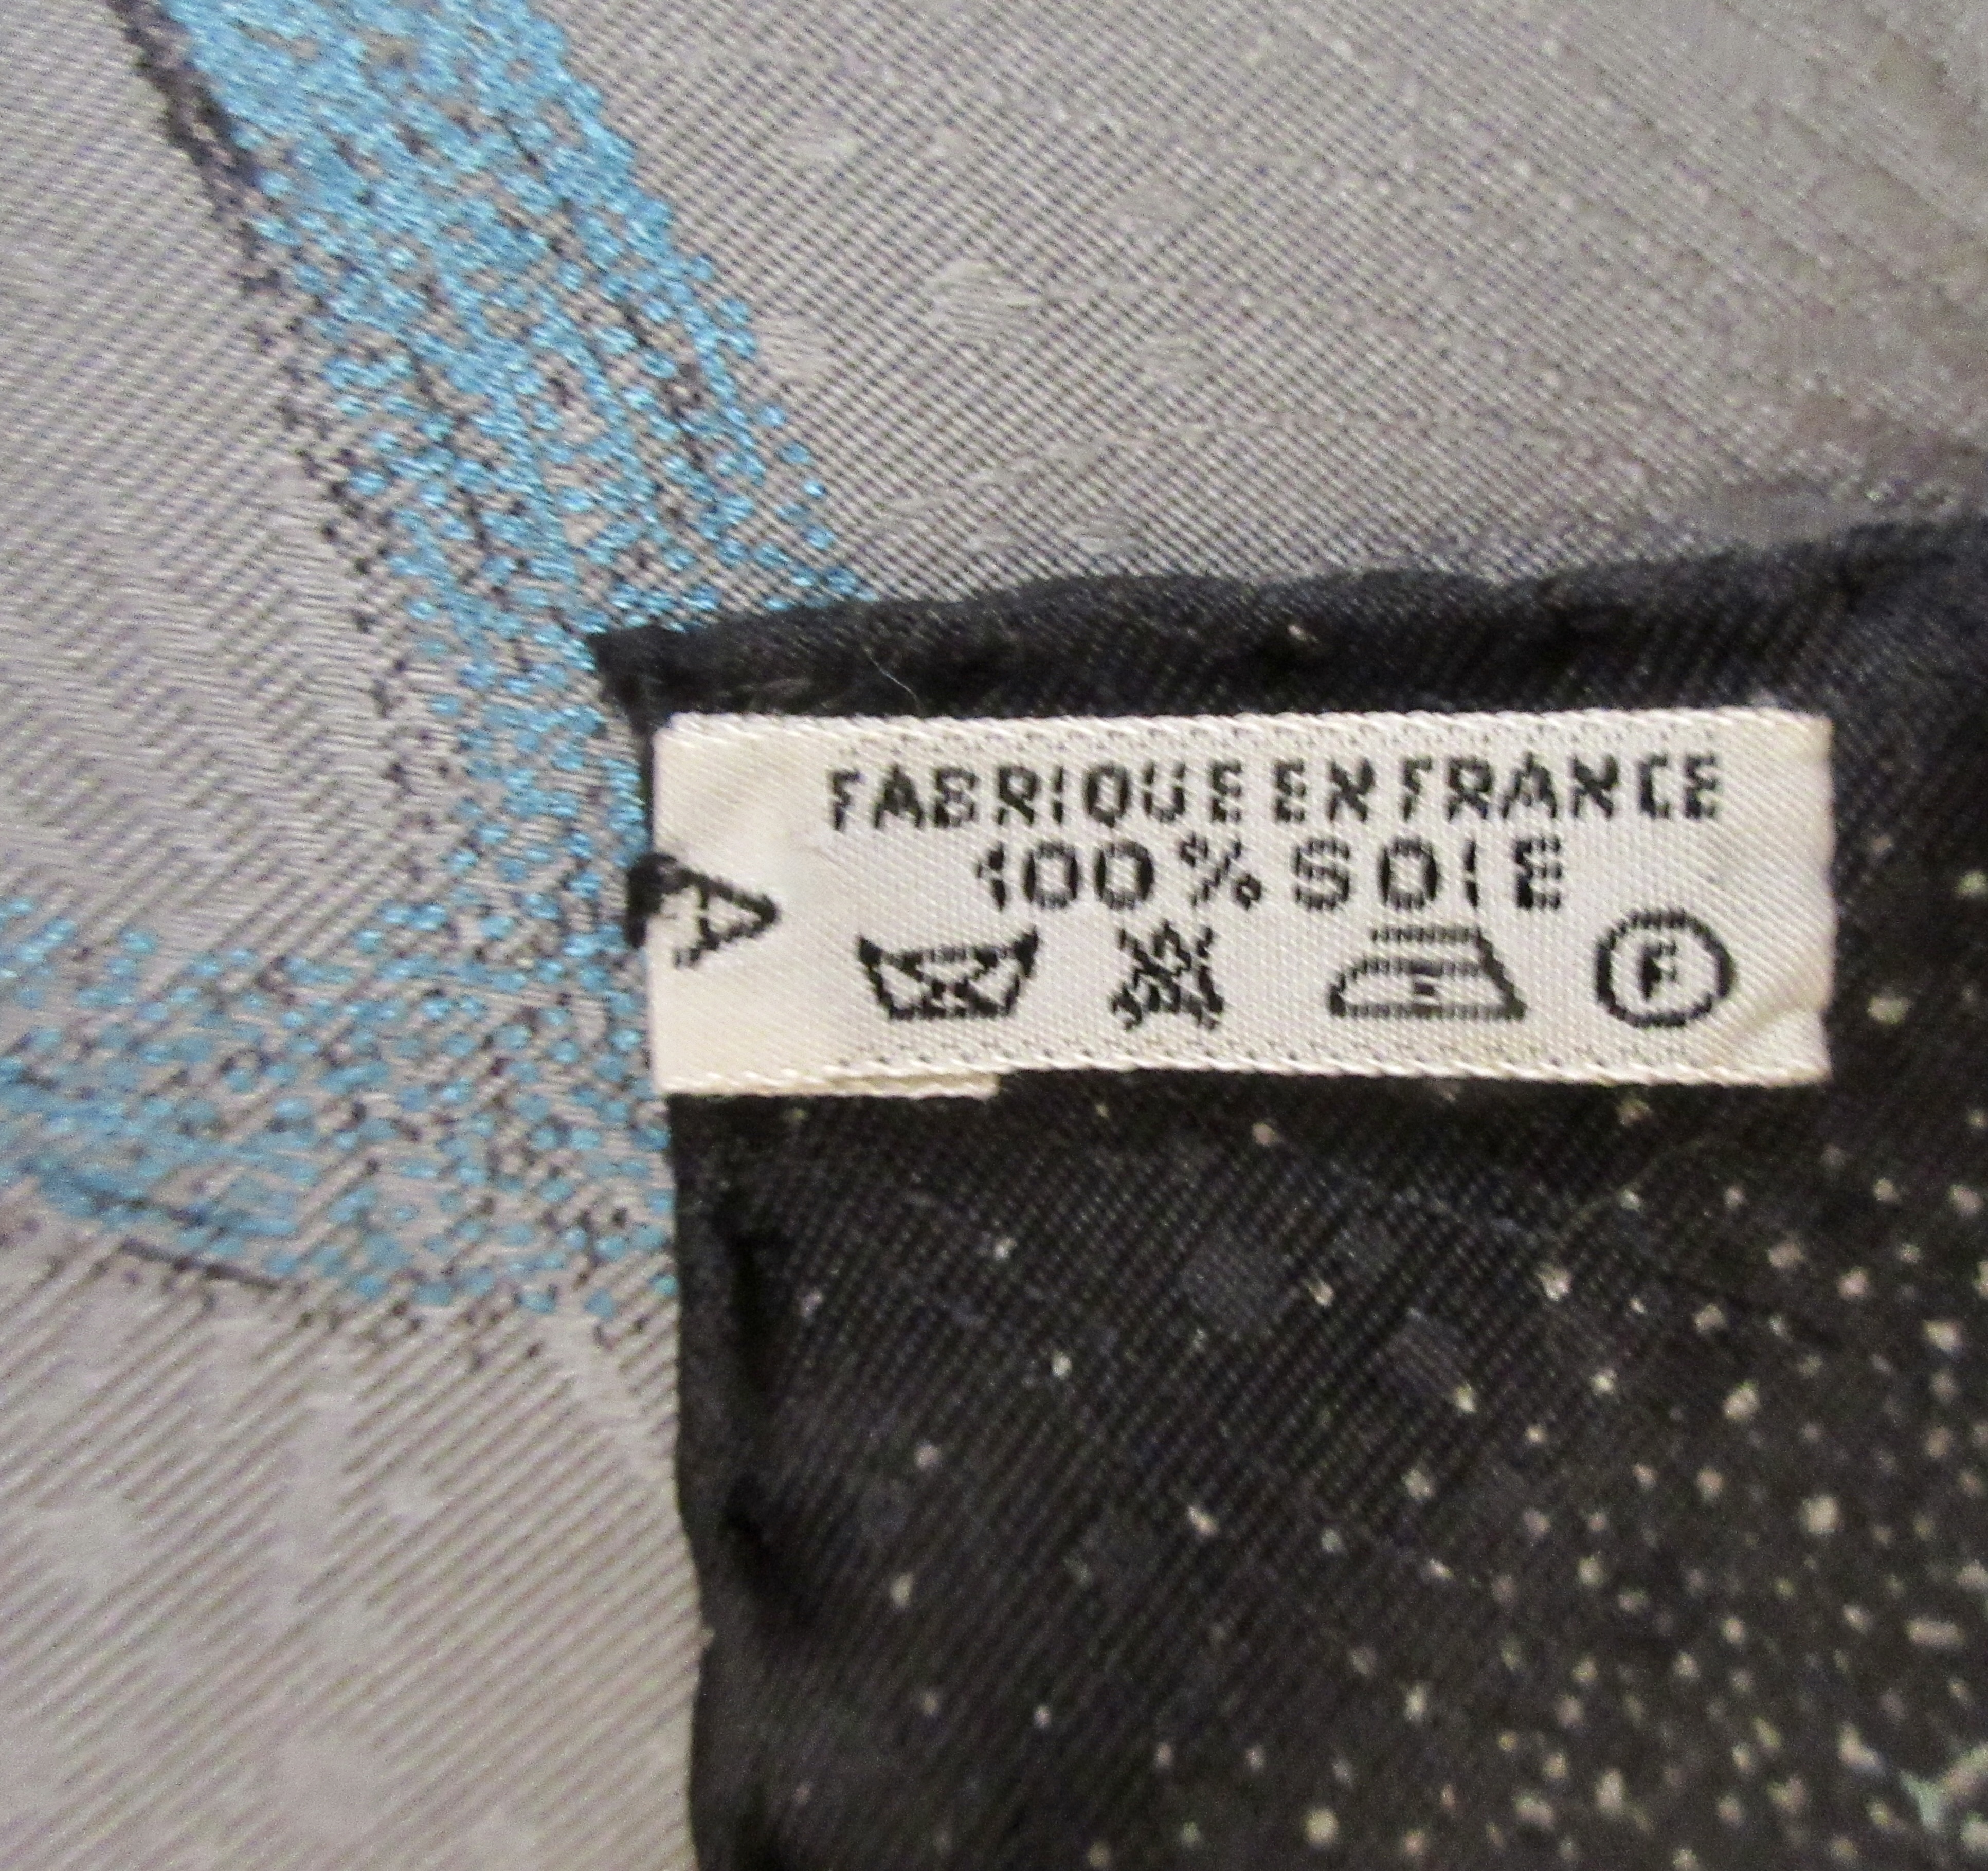 FABRIQUE EN FRANCE
100% SOIE
A
F